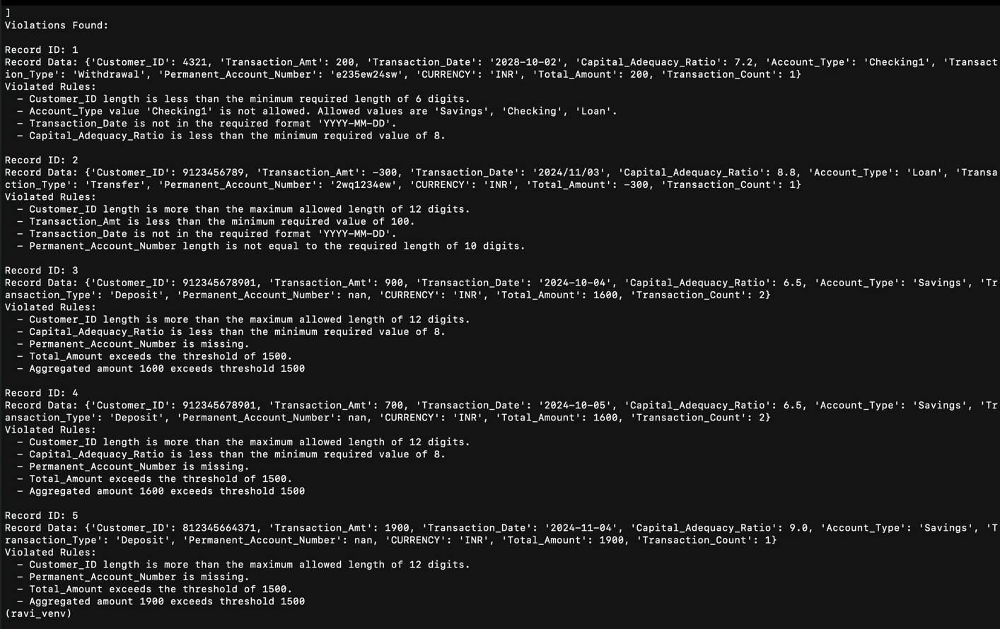 ]
Violations Found:
Record ID: 1
Record Data: {'Customer_ID': 4321, 'Transaction_Amt': 200, 'Transaction_Date': '2028-10-02', 'Capital_Adequacy_Ratio': 7.2, 'Account_Type': 'Checking1', 'Transact
ion_Type': 'Withdrawal', 'Permanent_Account_Number': 'e235ew24sw', 'CURRENCY': 'INR', 'Total_Amount': 200, 'Transaction_Count': 1}
Violated Rules:
  - Customer_ID length is less than the minimum required length of 6 digits.
  - Account_Type value 'Checking1' is not allowed. Allowed values are 'Savings', 'Checking', 'Loan'.
  - Transaction_Date is not in the required format 'YYYY-MM-DD'.
  - Capital_Adequacy_Ratio is less than the minimum required value of 8.
Record ID: 2
Record Data: {'Customer_ID': 9123456789, 'Transaction_Amt': -300, 'Transaction_Date': '2024/11/03', 'Capital_Adequacy_Ratio': 8.8, 'Account_Type': 'Loan', 'Transa
ction_Type': 'Transfer', 'Permanent_Account_Number': '2wq1234ew', 'CURRENCY': 'INR', 'Total_Amount': -300, 'Transaction_Count': 1}
Violated Rules:
  - Customer_ID length is more than the maximum allowed length of 12 digits.
  - Transaction_Amt is less than the minimum required value of 100.
  - Transaction_Date is not in the required format 'YYYY-MM-DD'.
  - Permanent_Account_Number length is not equal to the required length of 10 digits.
Record ID: 3
Record Data: {'Customer_ID': 912345678901, 'Transaction_Amt': 900, 'Transaction_Date': '2024-10-04', 'Capital_Adequacy_Ratio': 6.5, 'Account_Type': 'Savings', 'Tr
ansaction_Type': 'Deposit', 'Permanent_Account_Number': nan, 'CURRENCY': 'INR', 'Total_Amount': 1600, 'Transaction_Count': 2}
Violated Rules:
  - Customer_ID length is more than the maximum allowed length of 12 digits.
  - Capital_Adequacy_Ratio is less than the minimum required value of 8.
  - Permanent_Account_Number is missing.
  - Total_Amount exceeds the threshold of 1500.
  - Aggregated amount 1600 exceeds threshold 1500
Record ID: 4
Record Data: {'Customer_ID': 912345678901, 'Transaction_Amt': 700, 'Transaction_Date': '2024-10-05', 'Capital_Adequacy_Ratio': 6.5, 'Account_Type': 'Savings', 'Tr
ansaction_Type': 'Deposit', 'Permanent_Account_Number': nan, 'CURRENCY': 'INR', 'Total_Amount': 1600, 'Transaction_Count': 2}
Violated Rules:
  - Customer_ID length is more than the maximum allowed length of 12 digits.
  - Capital_Adequacy_Ratio is less than the minimum required value of 8.
  - Permanent_Account_Number is missing.
  - Total_Amount exceeds the threshold of 1500.
  - Aggregated amount 1600 exceeds threshold 1500
Record ID: 5
Record Data: {'Customer_ID': 812345664371, 'Transaction_Amt': 1900, 'Transaction_Date': '2024-11-04', 'Capital_Adequacy_Ratio': 9.0, 'Account_Type': 'Savings', 'T
ransaction_Type': 'Deposit', 'Permanent_Account_Number': nan, 'CURRENCY': 'INR', 'Total_Amount': 1900, 'Transaction_Count': 1}
Violated Rules:
  - Customer_ID length is more than the maximum allowed length of 12 digits.
  - Permanent_Account_Number is missing.
  - Total_Amount exceeds the threshold of 1500.
  - Aggregated amount 1900 exceeds threshold 1500
(ravi_venv)